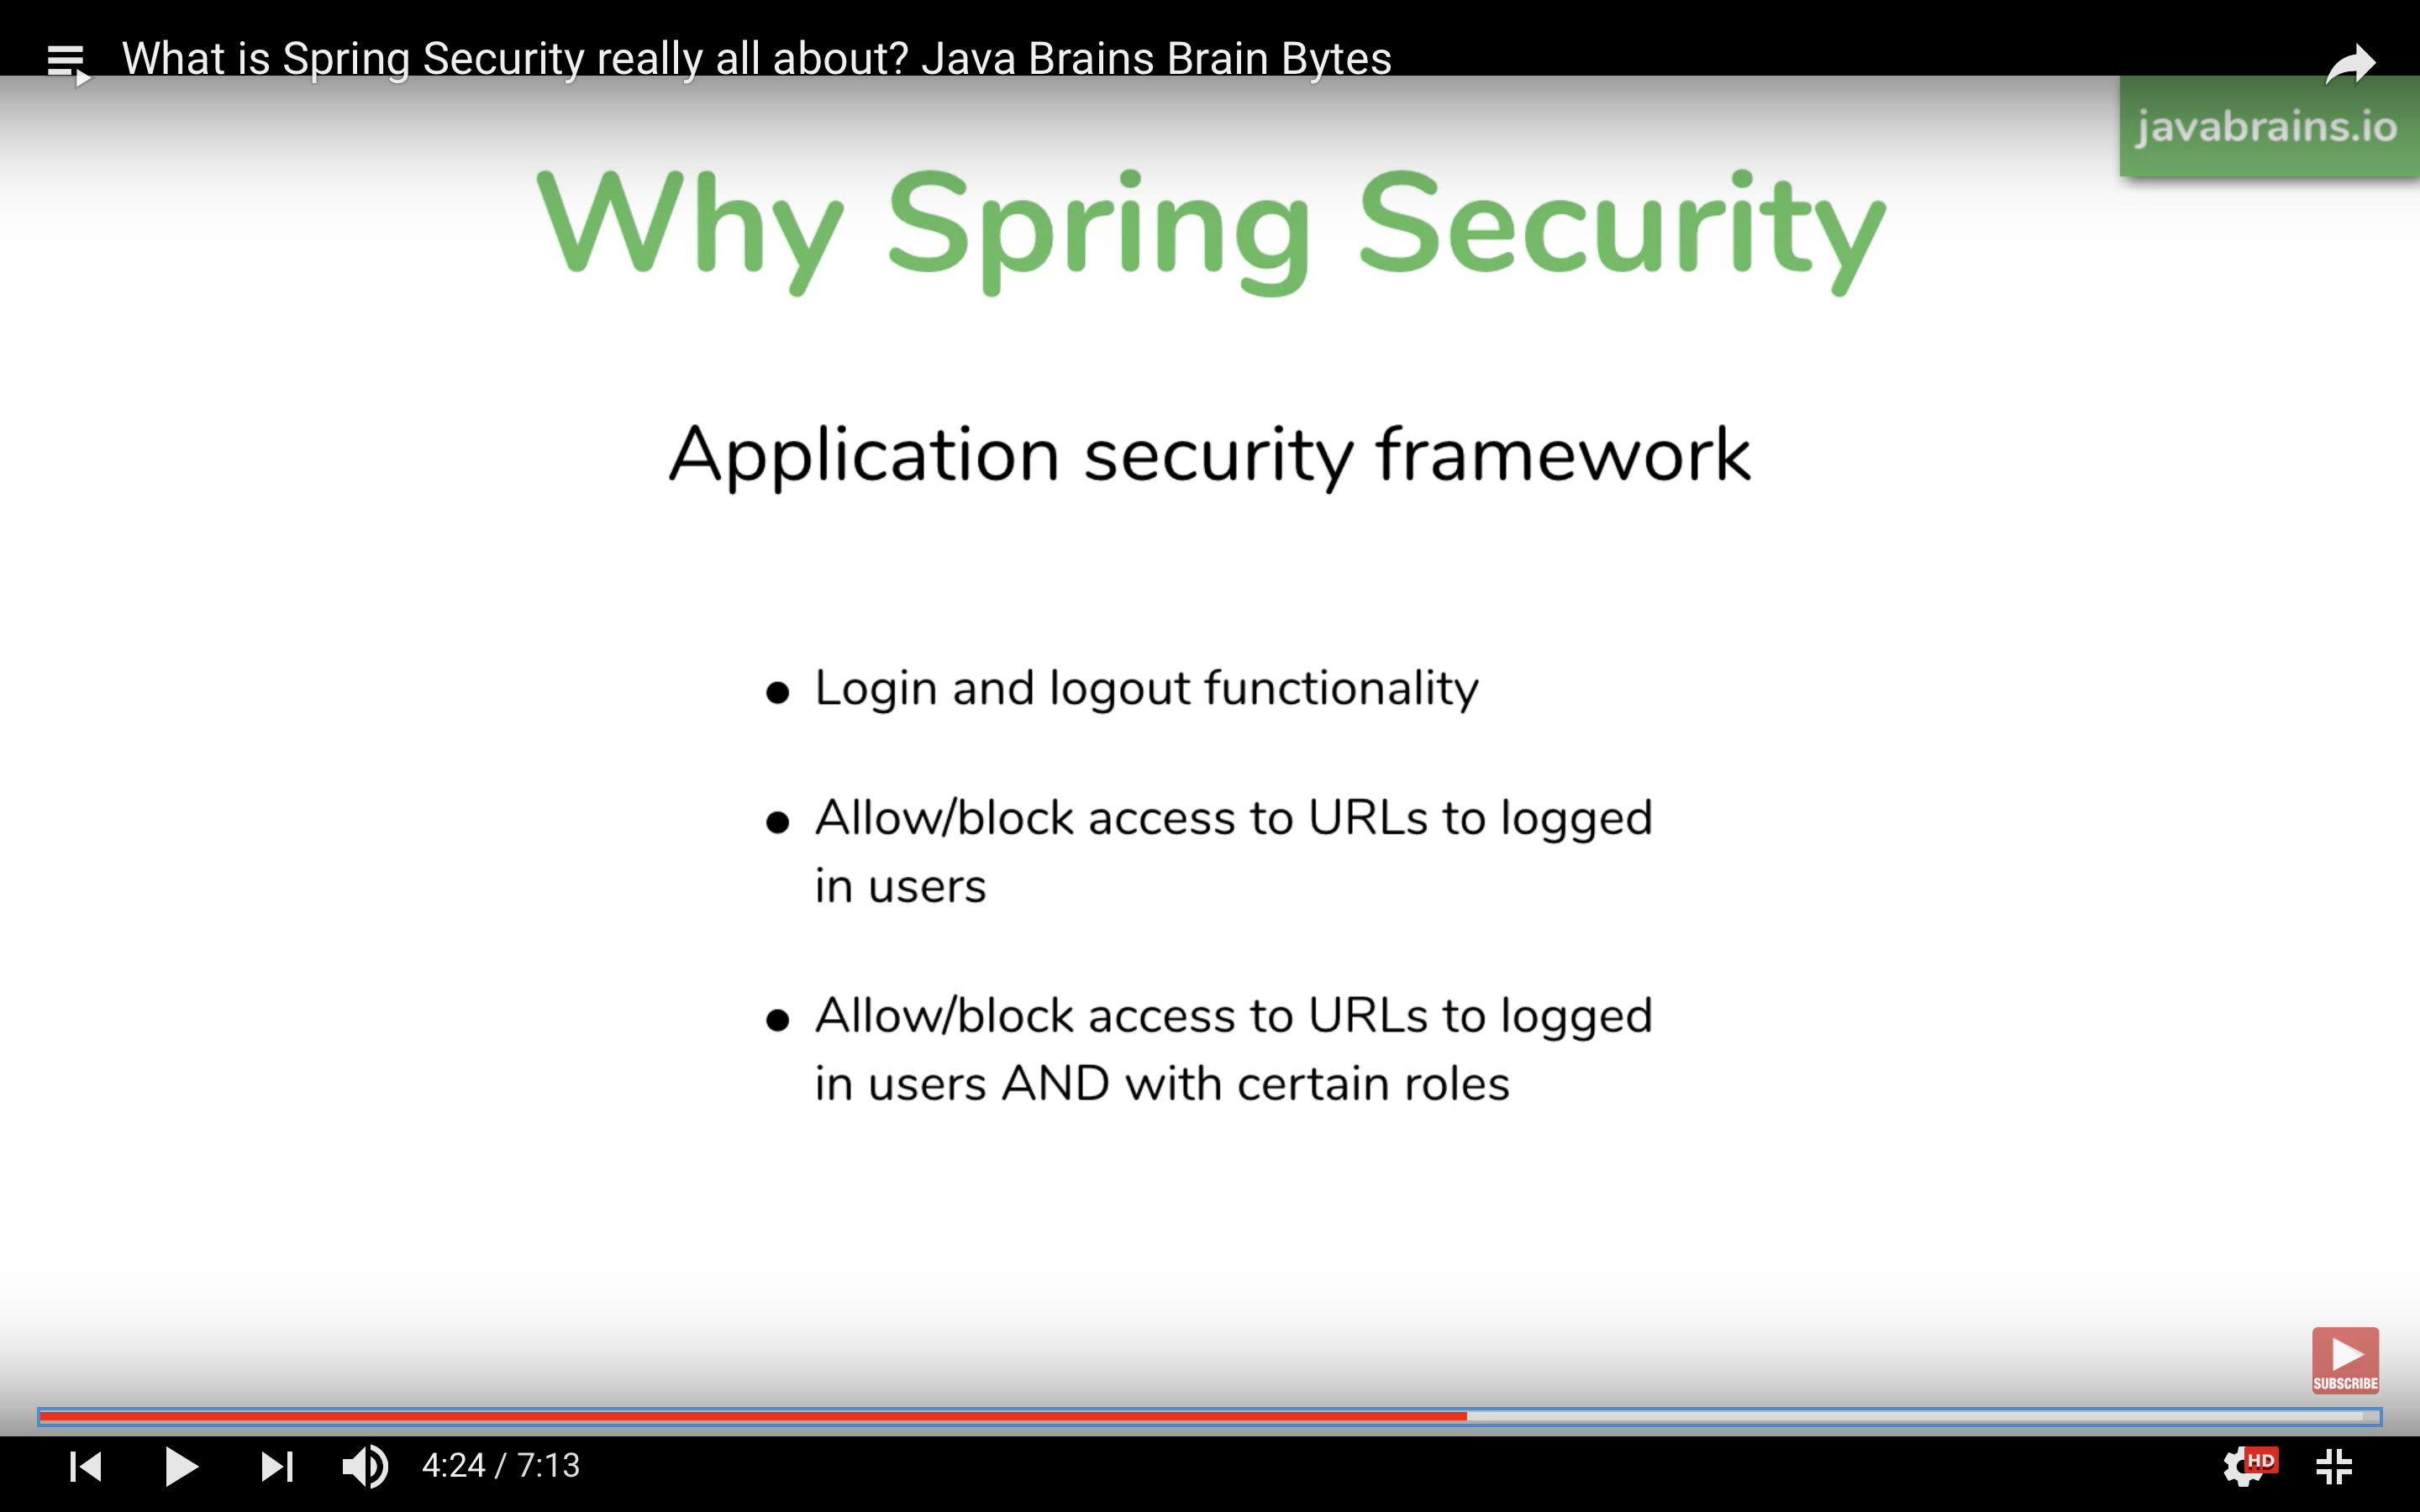 What is Spring Security really all about? Java Brains Brain Bytes
javabrains.io
Why Spring Security
Application security framework
● Login and logout functionality
● Allow/block access to URLs to logged
in users
● Allow/block access to URLs to logged
in users AND with certain roles
SUBSCRIBE
4:24 / 7:13
HD